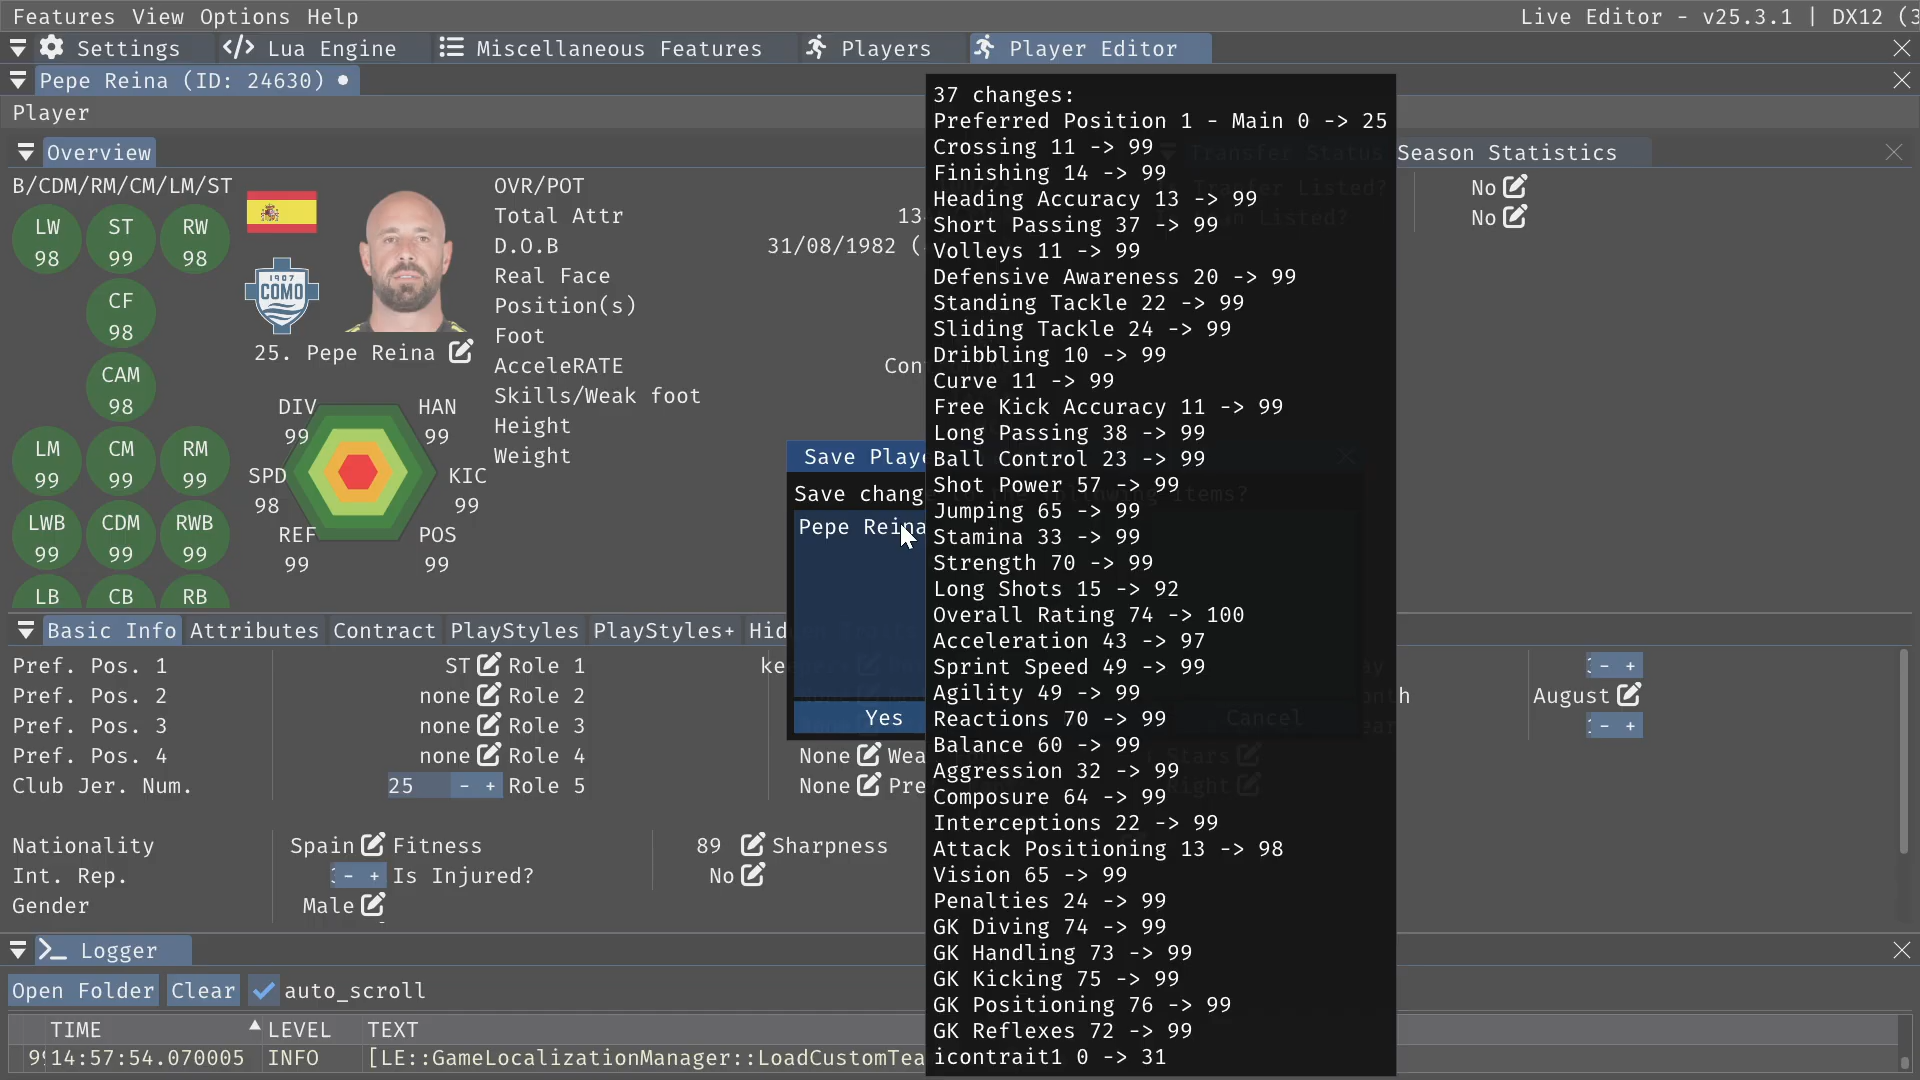 Features View Options Help
Live Editor - v25.3.1 | DX12 (3
Settings
Lua Engine
Miscellaneous Features
Players
Player Editor
Pepe Reina (ID: 24630)
Player
Overview
Transfer Status
Season Statistics
B/CDM/RM/CM/LM/ST
LW
98
ST
99
RW
98
CF
98
CAM
98
LM
99
CM
99
RM
99
LWB
99
CDM
99
RWB
99
LB
CB
RB
1907
COMO
25. Pepe Reina
DIV
99
HAN
99
SPD
98
KIC
99
REF
99
POS
99
OVR/POT
Total Attr
13
D.O.B
31/08/1982 (
Real Face
Position(s)
Foot
AcceleRATE
Con
Skills/Weak foot
Height
Weight
Transfer Listed?
No
Listed?
No
Save Playe
Save chang
following items?
Pepe Reina
Yes
Cancel
37 changes:
Preferred Position 1 - Main 0 -> 25
Crossing 11 -> 99
Finishing 14 -> 99
Heading Accuracy 13 -> 99
Short Passing 37 -> 99
Volleys 11 -> 99
Defensive Awareness 20 -> 99
Standing Tackle 22 -> 99
Sliding Tackle 24 -> 99
Dribbling 10 -> 99
Curve 11 -> 99
Free Kick Accuracy 11 -> 99
Long Passing 38 -> 99
Ball Control 23 -> 99
Shot Power 57 -> 99
Jumping 65 -> 99
Stamina 33 -> 99
Strength 70 -> 99
Long Shots 15 -> 92
Overall Rating 74 -> 100
Acceleration 43 -> 97
Sprint Speed 49 -> 99
Agility 49 -> 99
Reactions 70 -> 99
Balance 60 -> 99
Aggression 32 -> 99
Composure 64 -> 99
Interceptions 22 -> 99
Attack Positioning 13 -> 98
Vision 65 -> 99
Penalties 24 -> 99
GK Diving 74 -> 99
GK Handling 73 -> 99
GK Kicking 75 -> 99
GK Positioning 76 -> 99
GK Reflexes 72 -> 99
icontrait1 0 -> 31
Basic Info
Attributes
Contract
PlayStyles
PlayStyles+
Hid
Pref. Pos. 1
ST
Role 1
ke
- +
Pref. Pos. 2
none
Role 2
August
Pref. Pos. 3
none
Role 3
- +
Pref. Pos. 4
none
Role 4
None
Wea
Stars
Club Jer. Num.
25
- +
Role 5
None
Pre
Right
Nationality
Spain
Fitness
89
Sharpness
Int. Rep.
- +
Is Injured?
No
Gender
Male
Logger
Open Folder
Clear
auto_scroll
TIME
LEVEL
TEXT
14:57:54.070005
INFO
[LE::GameLocalizationManager::LoadCustomTea